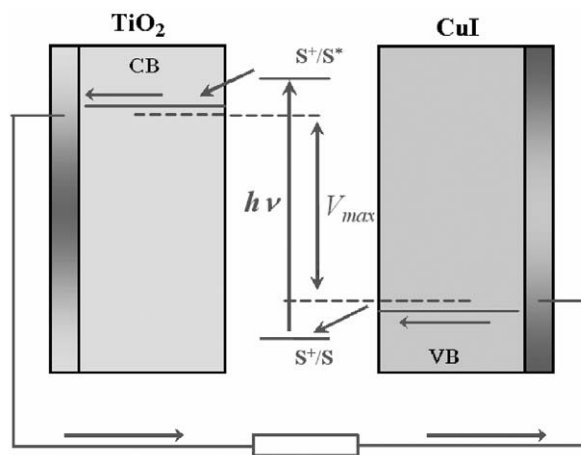 TiO₂
CuI
CB
S⁺/S*
hν
Vmax
S⁺/S
VB